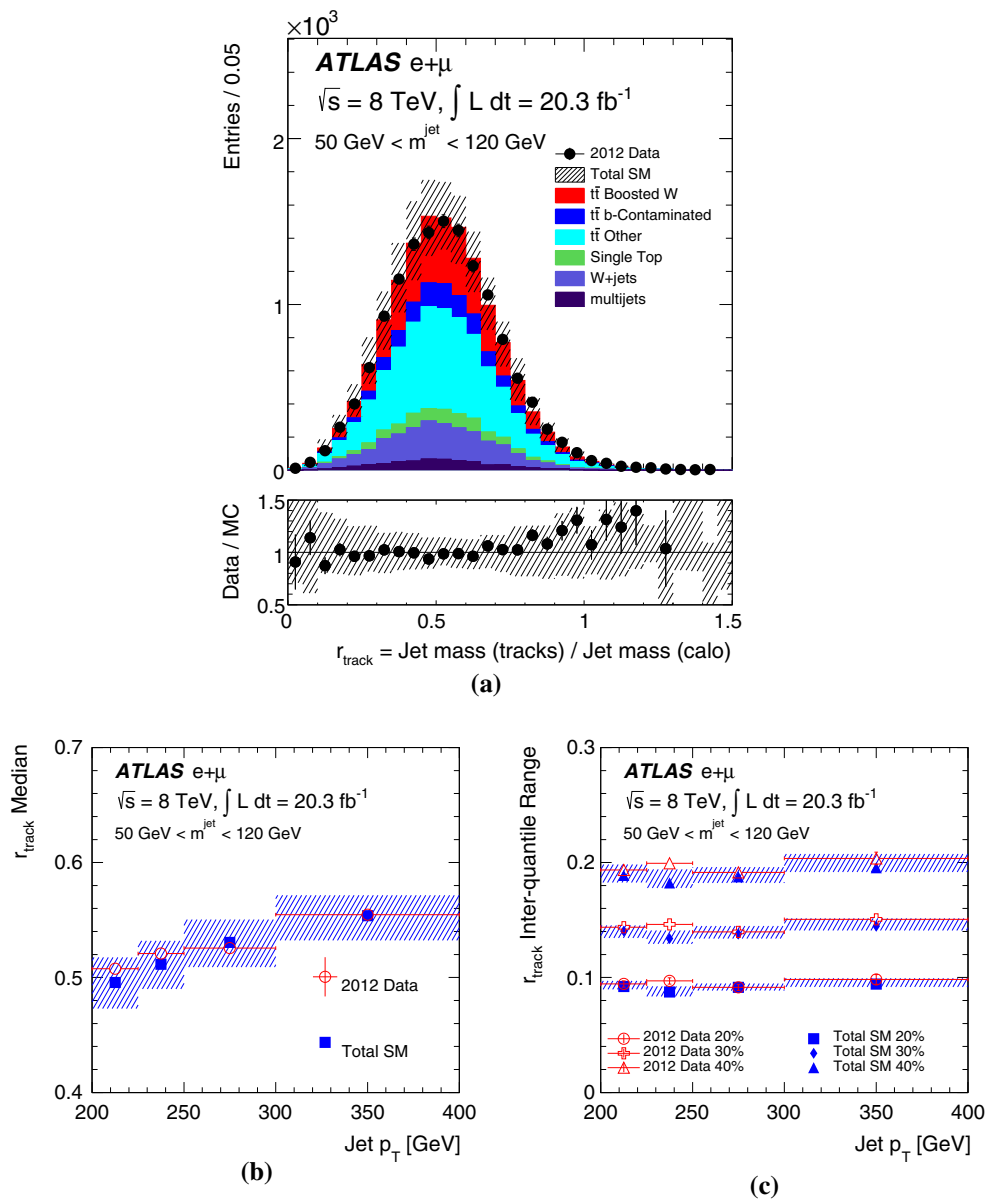 ×10³
Entries / 0.05
ATLAS e+μ
√s = 8 TeV, ∫ L dt = 20.3 fb⁻¹
50 GeV < m^jet < 120 GeV
2012 Data
Total SM
tt̄ Boosted W
tt̄ b-Contaminated
tt̄ Other
Single Top
W+jets
multijets
2
1
0
Data / MC
1.5
1
0.5
0 0.5 1 1.5
r_track = Jet mass (tracks) / Jet mass (calo)
(a)
r_track Median
0.7
0.6
0.5
0.4
ATLAS e+μ
√s = 8 TeV, ∫ L dt = 20.3 fb⁻¹
50 GeV < m^jet < 120 GeV
2012 Data
Total SM
200 250 300 350 400
Jet p_T [GeV]
(b)
r_track Inter-quantile Range
0.3
0.2
0.1
0
ATLAS e+μ
√s = 8 TeV, ∫ L dt = 20.3 fb⁻¹
50 GeV < m^jet < 120 GeV
2012 Data 20% Total SM 20%
2012 Data 30% Total SM 30%
2012 Data 40% Total SM 40%
200 250 300 350 400
Jet p_T [GeV]
(c)